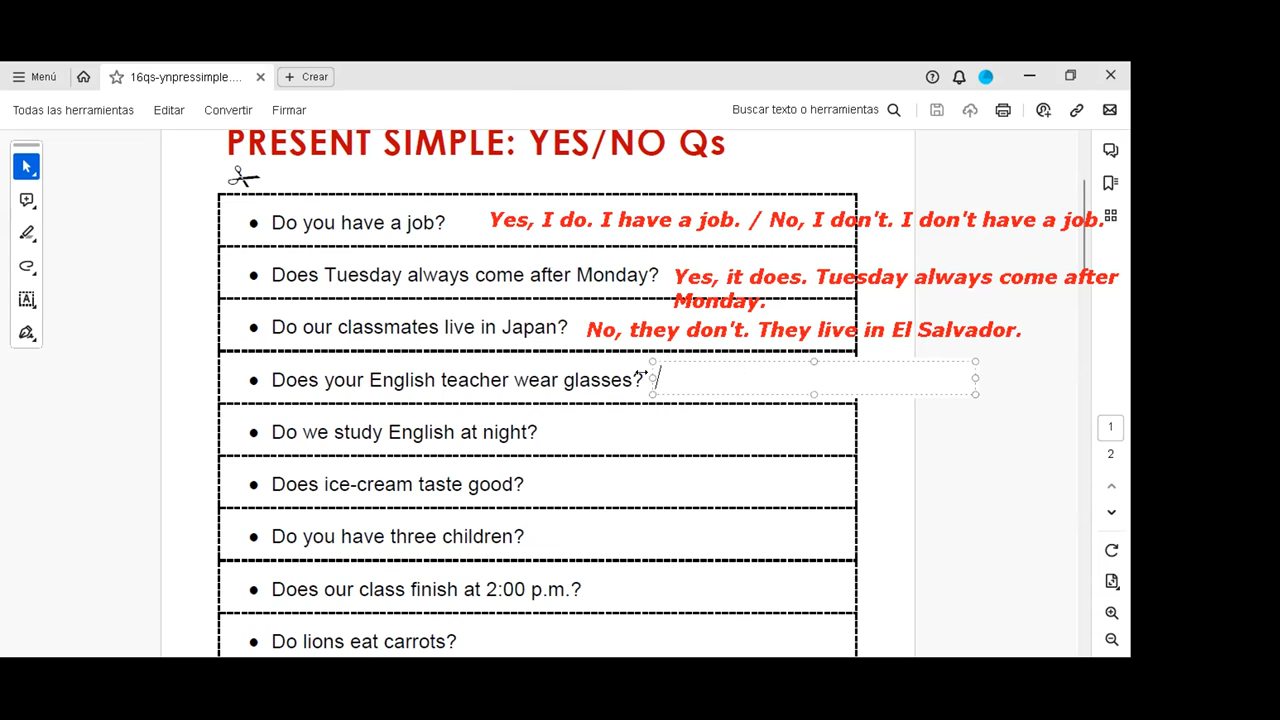 Menú
16qs-ynpressimple....
Crear
Todas las herramientas
Editar
Convertir
Firmar
Buscar texto o herramientas
PRESENT SIMPLE: YES/NO Qs
Do you have a job? Yes, I do. I have a job. / No, I don't. I don't have a job.
Does Tuesday always come after Monday? Yes, it does. Tuesday always comes after
Monday.
Do our classmates live in Japan? No, they don't. They live in El Salvador.
Does your English teacher wear glasses?
Do we study English at night?
Does ice-cream taste good?
Do you have three children?
Does our class finish at 2:00 p.m.?
Do lions eat carrots?
1
2